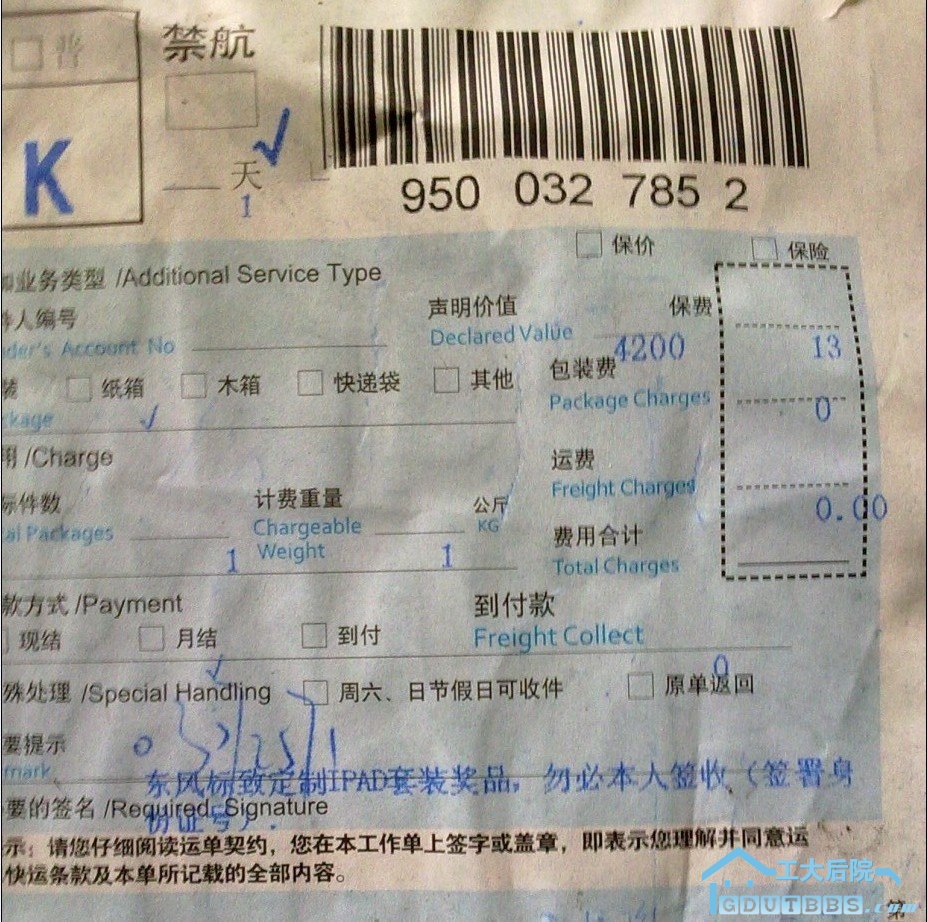 普 禁航
K
天
1
950 032 785 2
保价 保险
加业务类型 /Additional Service Type
件人编号
der's Account No
声明价值 保费
Declared Value
4200
13
装 纸箱 木箱 快递袋 其他
ckage
包装费
Package Charges
0
用 /Charge
运费
Freight Charges
0.00
际件数
al Packages
1
计费重量 公斤
Chargeable KG
Weight
1
费用合计
Total Charges
款方式 /Payment
到付款
现结 月结 到付
Freight Collect
0
殊处理 /Special Handling 周六、日节假日可收件 原单返回
要提示
mark
东风标致定制IPAD套装奖品，勿必本人签收（签署身
份证号）.
要的签名 /Required Signature
示：请您仔细阅读运单契约，您在本工作单上签字或盖章，即表示您理解并同意运
快运条款及本单所记载的全部内容。
工大后院
GDUTBBS.com
第